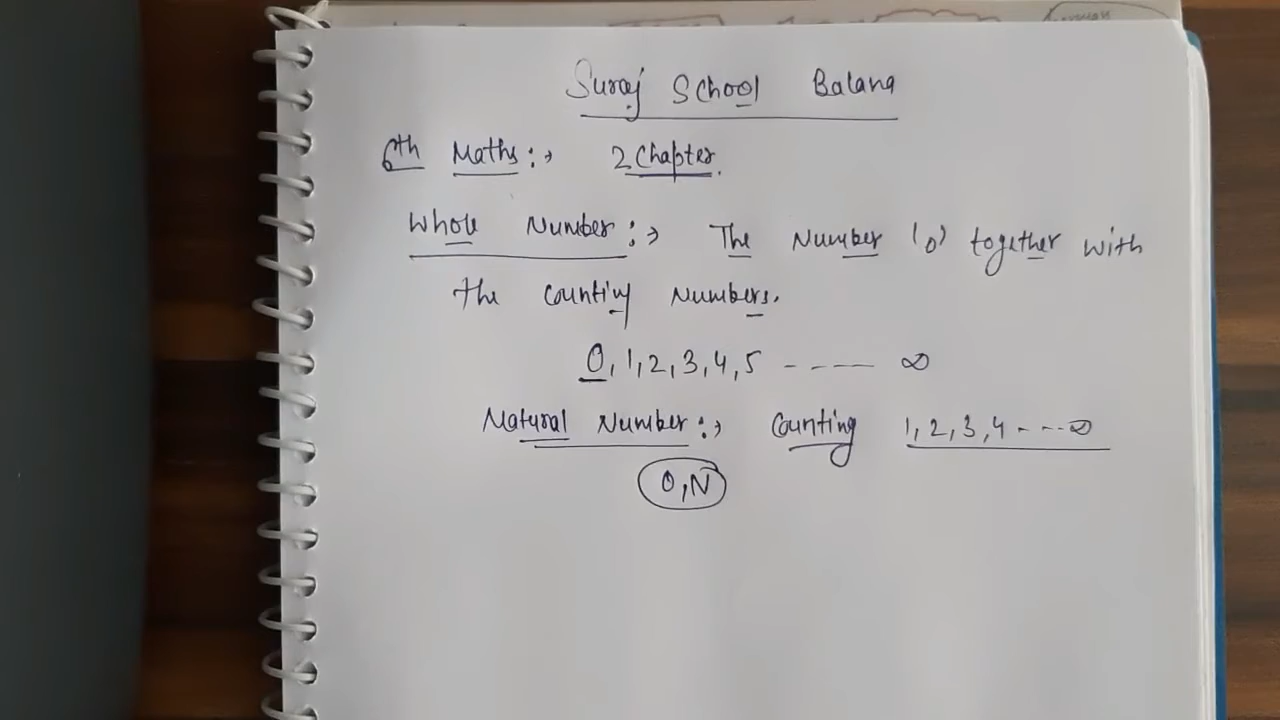 Suraj School Balana
6th Maths :→ 2 Chapter.
Whole Number :→ The Number '0' together with
the counting Numbers.
0, 1, 2, 3, 4, 5 ----- ∞
Natural Number :→ Counting 1, 2, 3, 4 ---- ∞
0, N